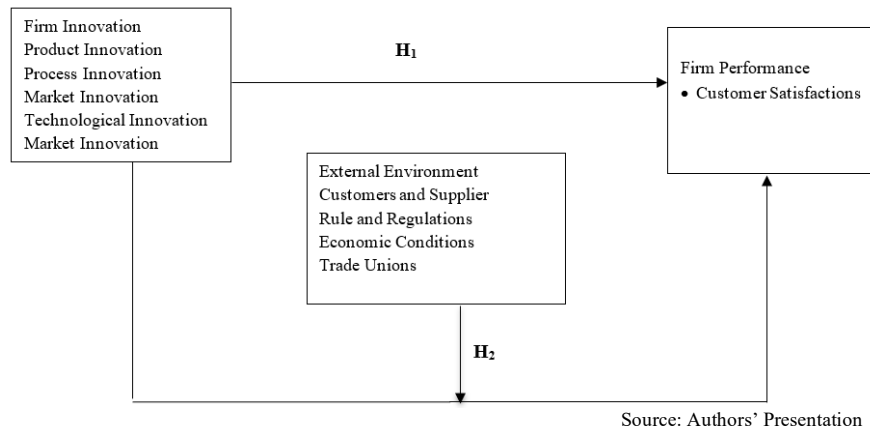 Firm Innovation
Product Innovation
Process Innovation
Market Innovation
Technological Innovation
Market Innovation
H₁
Firm Performance
• Customer Satisfactions
External Environment
Customers and Supplier
Rule and Regulations
Economic Conditions
Trade Unions
H₂
Source: Authors’ Presentation